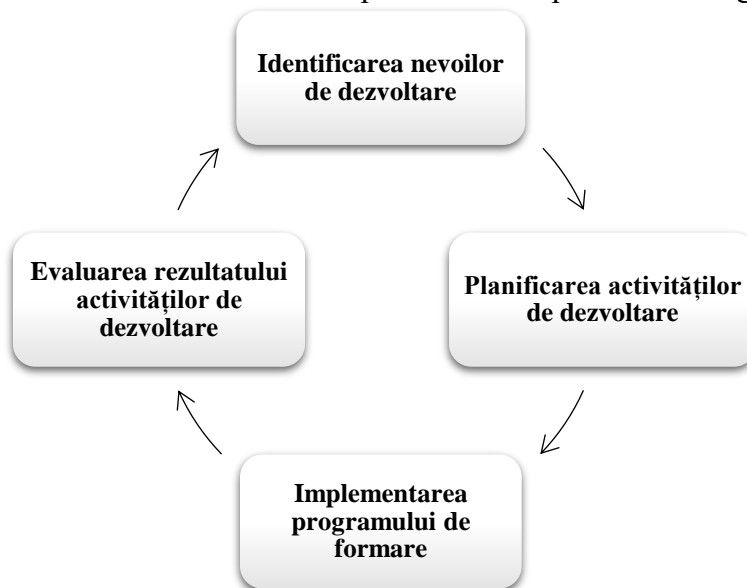 Identificarea nevoilor
de dezvoltare
Planificarea activităților
de dezvoltare
Implementarea
programului de
formare
Evaluarea rezultatului
activităților de
dezvoltare